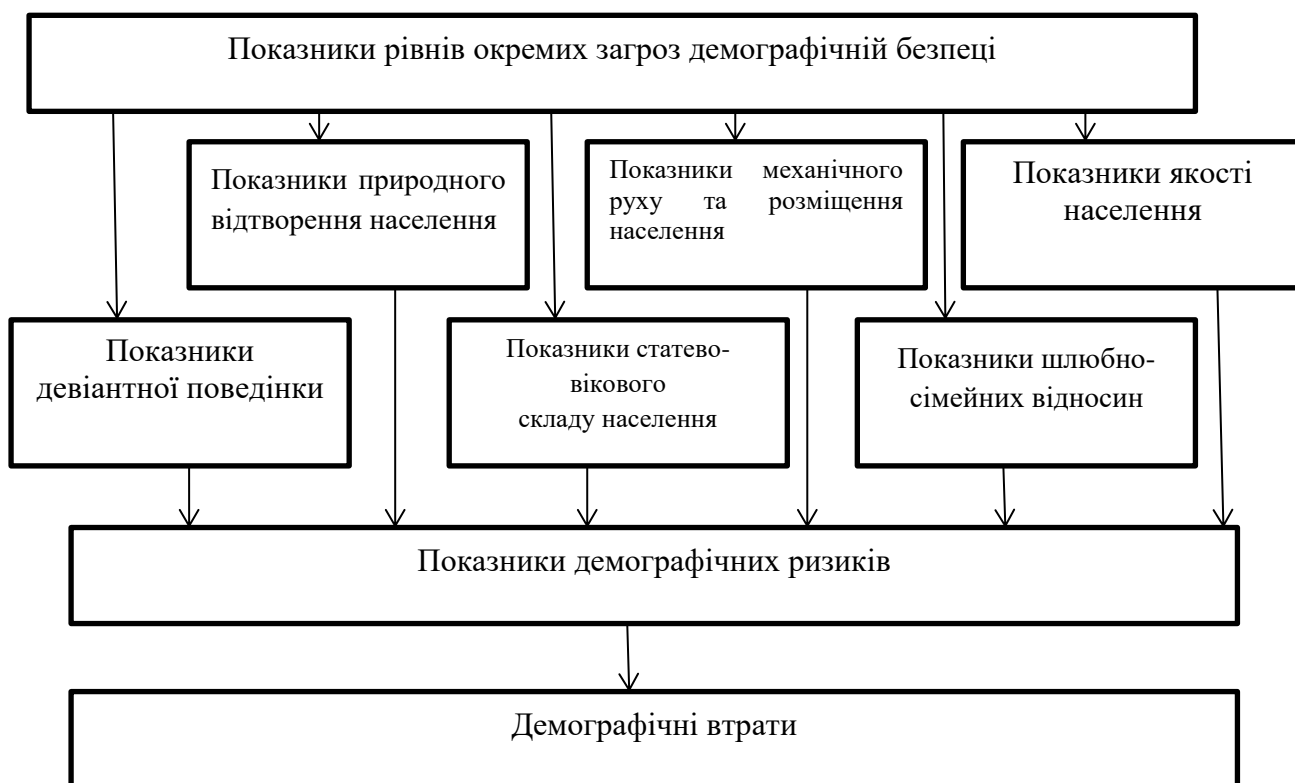 Показники рівнів окремих загроз демографічній безпеці
Показники природного
відтворення населення
Показники механічного
руху та розміщення
населення
Показники якості
населення
Показники
девіантної поведінки
Показники статево-
вікового
складу населення
Показники шлюбно-
сімейних відносин
Показники демографічних ризиків
Демографічні втрати